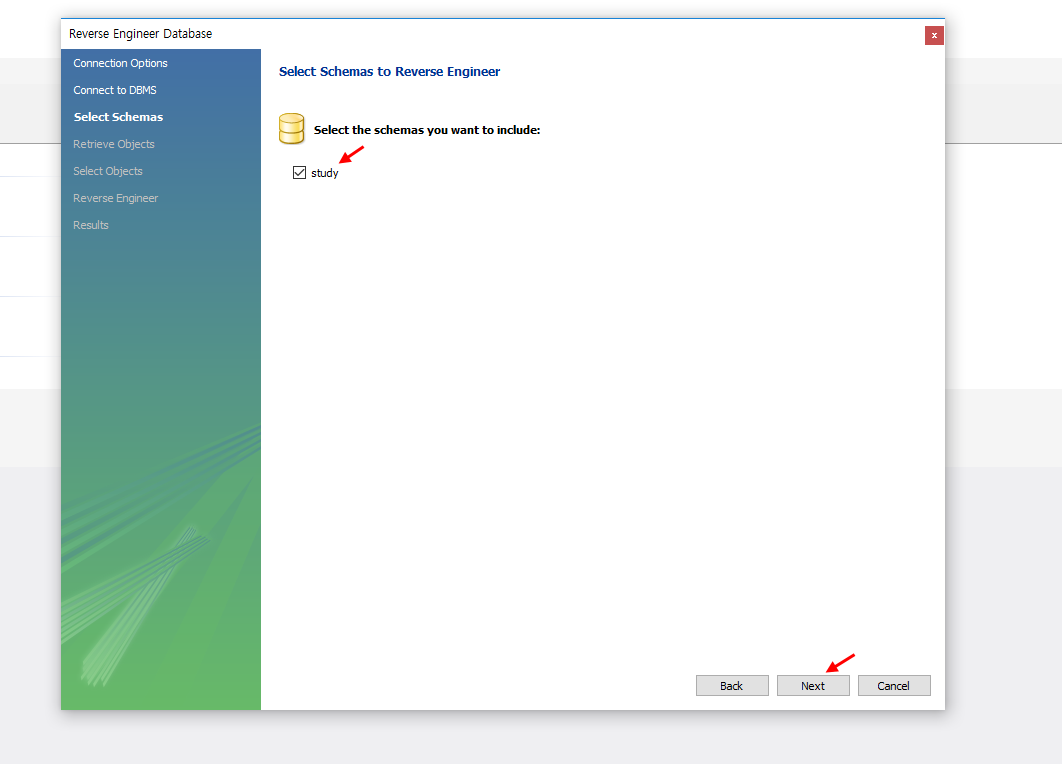 Reverse Engineer Database
x
Connection Options
Connect to DBMS
Select Schemas
Retrieve Objects
Select Objects
Reverse Engineer
Results
Select Schemas to Reverse Engineer
Select the schemas you want to include:
study
Back
Next
Cancel